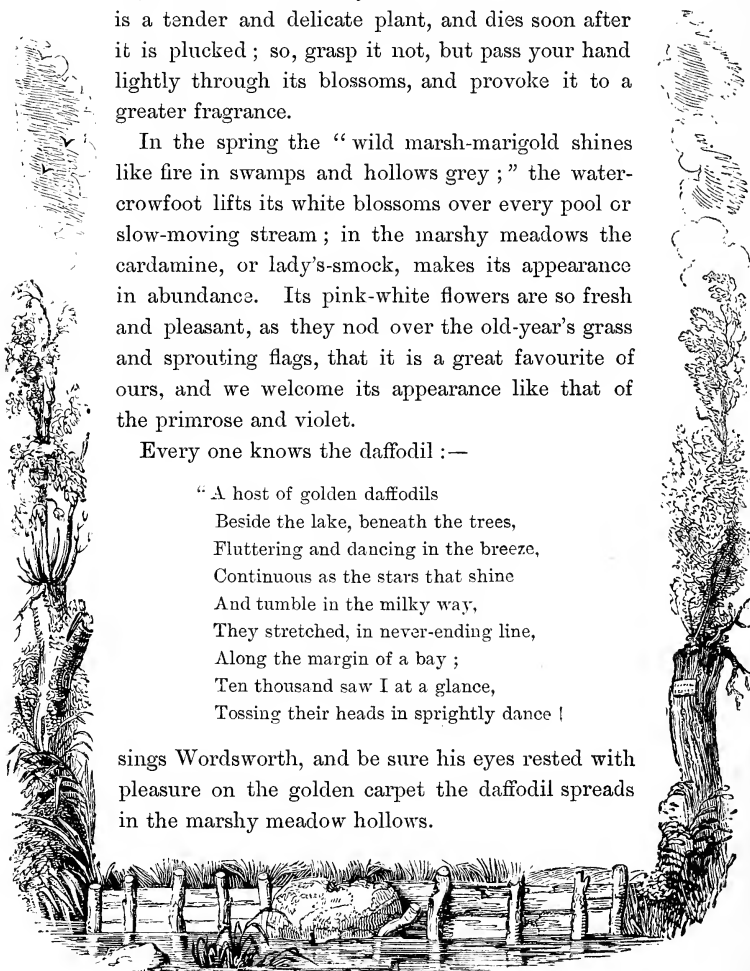 is a tender and delicate plant, and dies soon after
it is plucked ; so, grasp it not, but pass your hand
lightly through its blossoms, and provoke it to a
greater fragrance.
In the spring the “ wild marsh-marigold shines
like fire in swamps and hollows grey ; ” the water-
crowfoot lifts its white blossoms over every pool or
slow-moving stream ; in the marshy meadows the
cardamine, or lady's-smock, makes its appearance
in abundance. Its pink-white flowers are so fresh
and pleasant, as they nod over the old-year's grass
and sprouting flags, that it is a great favourite of
ours, and we welcome its appearance like that of
the primrose and violet.
Every one knows the daffodil :—
“ A host of golden daffodils
Beside the lake, beneath the trees,
Fluttering and dancing in the breeze,
Continuous as the stars that shine
And tumble in the milky way,
They stretched, in never-ending line,
Along the margin of a bay ;
Ten thousand saw I at a glance,
Tossing their heads in sprightly dance !
sings Wordsworth, and be sure his eyes rested with
pleasure on the golden carpet the daffodil spreads
in the marshy meadow hollows.